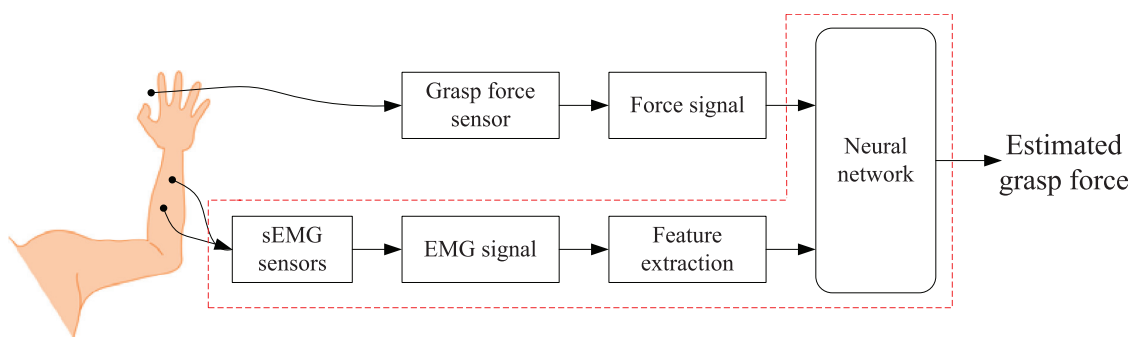 Grasp force
sensor
Force signal
Neural
network
Estimated
grasp force
sEMG
sensors
EMG signal
Feature
extraction